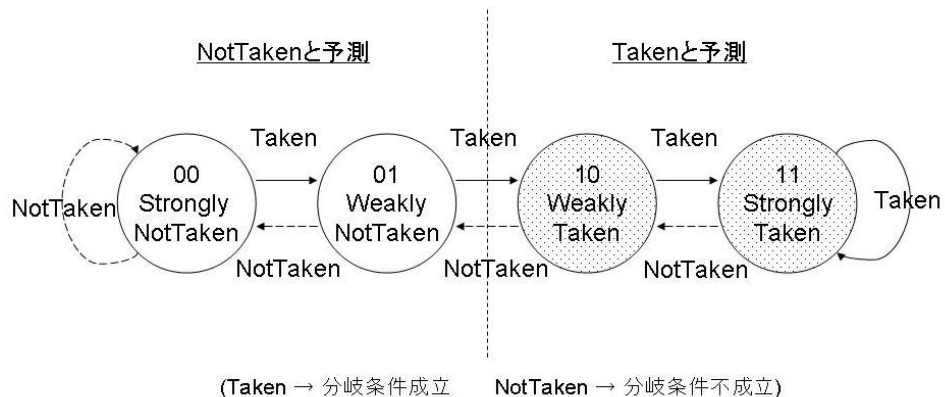 NotTakenと予測
Takenと予測
Taken
Taken
Taken
00
Strongly
NotTaken
01
Weakly
NotTaken
10
Weakly
Taken
11
Strongly
Taken
NotTaken
Taken
NotTaken
NotTaken
NotTaken
(Taken → 分岐条件成立 NotTaken → 分岐条件不成立)